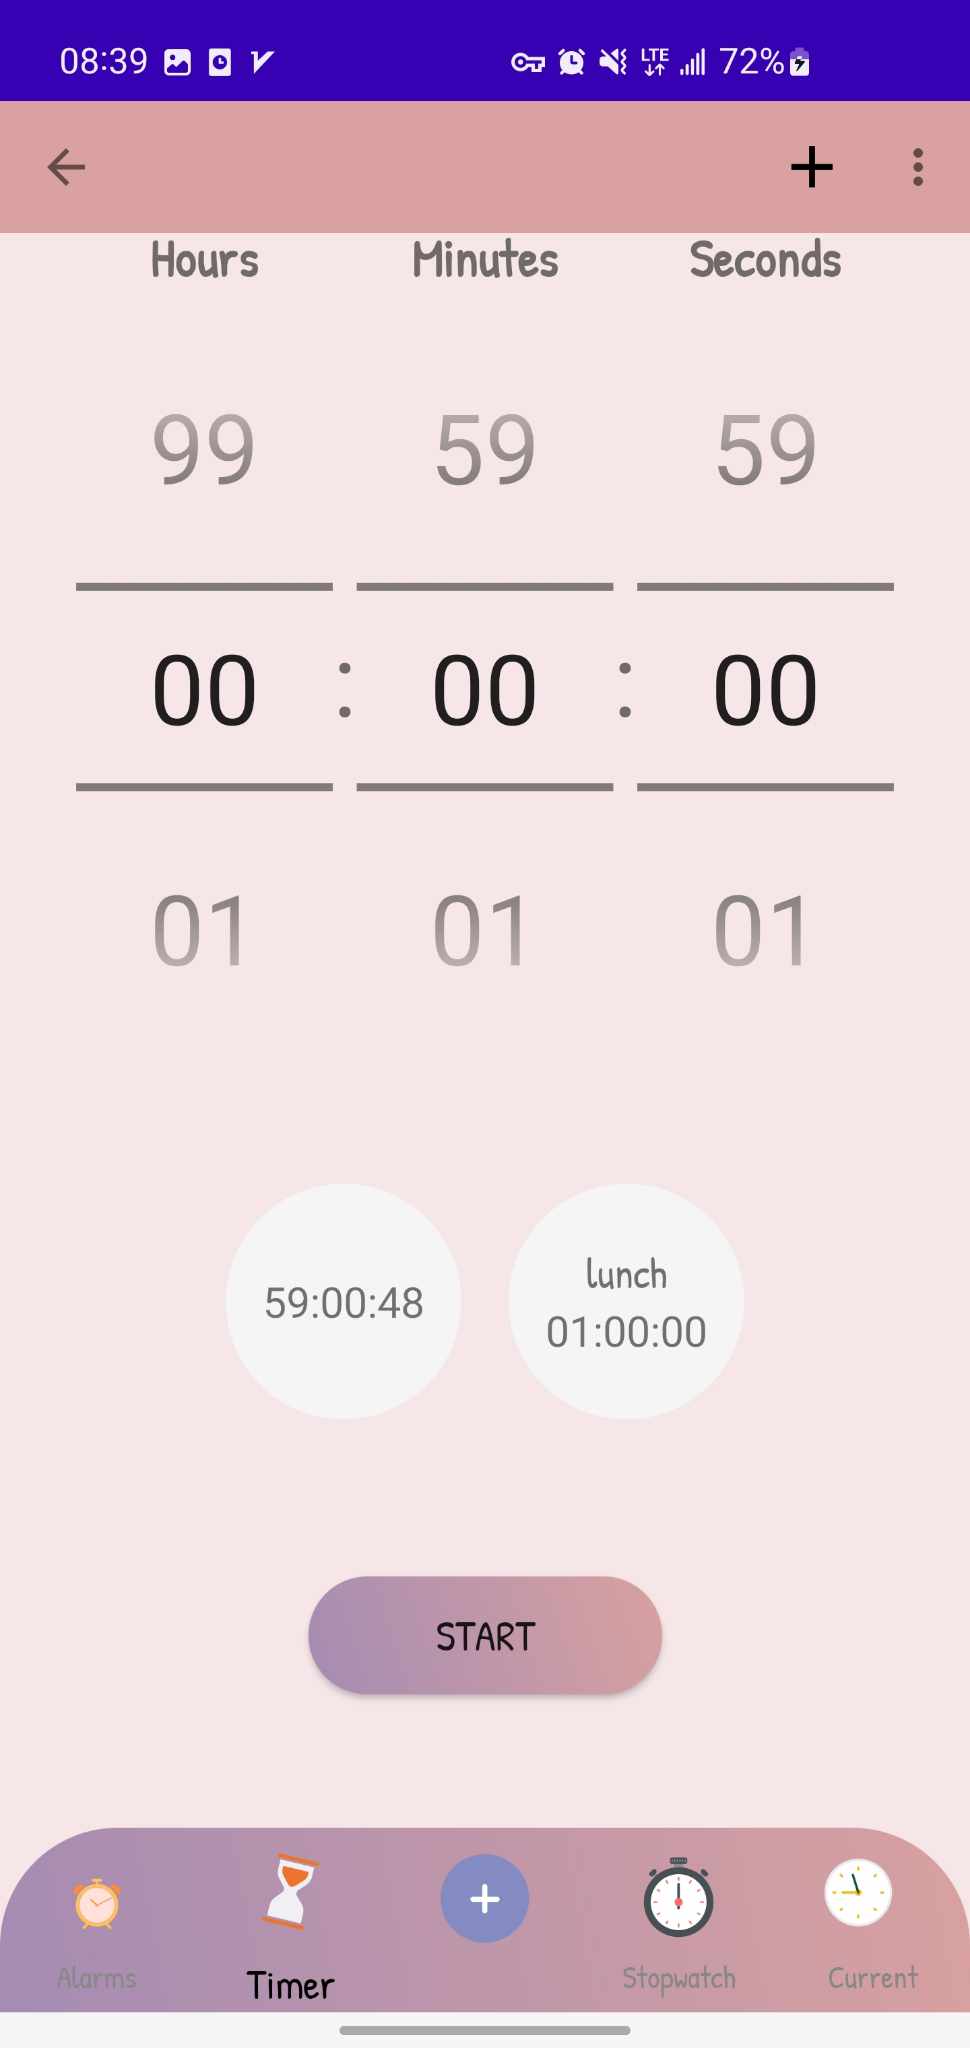 08:39 LTE 72%
Hours Minutes Seconds
99 59 59
00 : 00 : 00
01 01 01
59:00:48
lunch
01:00:00
START
Alarms Timer Stopwatch Current